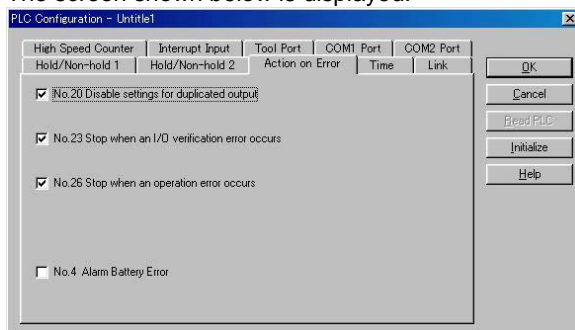 The screen shown below is displayed.
PLC Configuration - Untitle1
High Speed Counter Interrupt Input Tool Port COM1 Port COM2 Port
Hold/Non-hold 1 Hold/Non-hold 2 Action on Error Time Link
OK
No.20 Disable settings for duplicated output
Cancel
Read PLC
No.23 Stop when an I/O verification error occurs
Initialize
Help
No.26 Stop when an operation error occurs
No.4 Alarm Battery Error